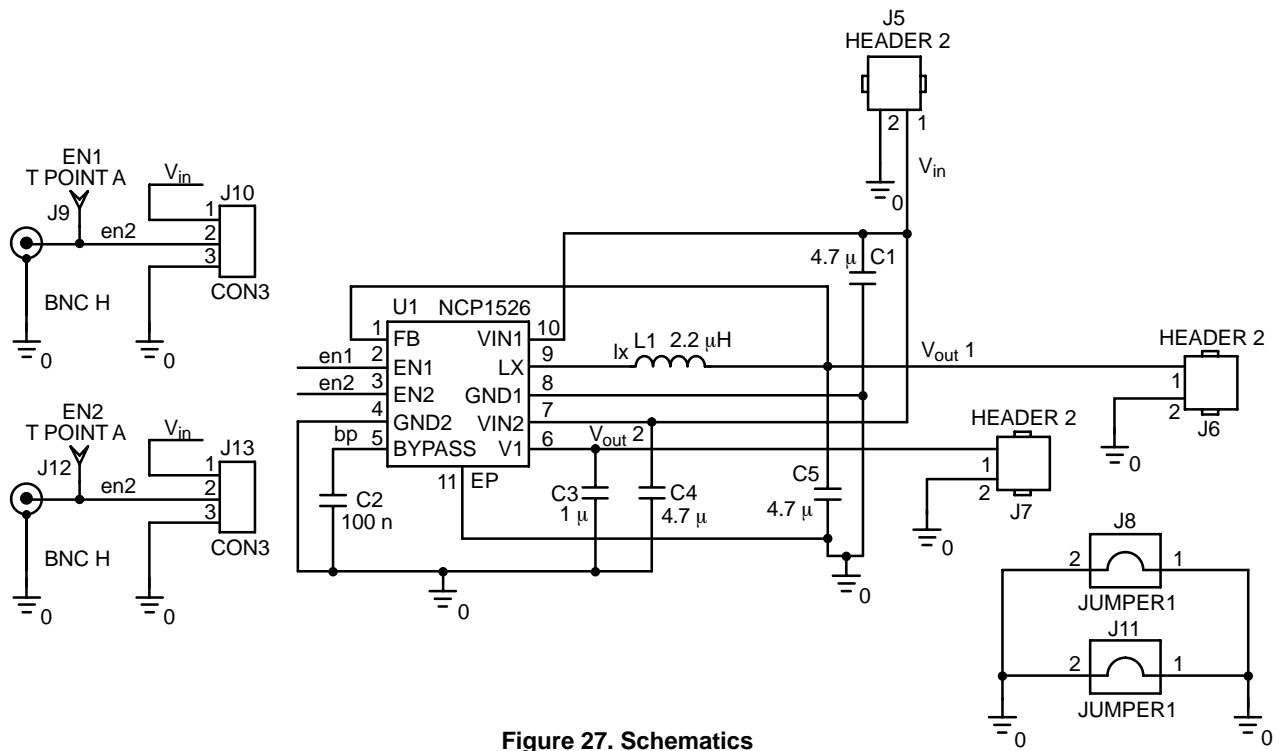 J5
HEADER 2
2 1
V_in
0
EN1
T POINT A
J9
en2
BNC H
0
V_in
J10
1
2
3
CON3
0
EN2
T POINT A
J12
en2
BNC H
0
V_in
J13
1
2
3
CON3
0
U1 NCP1526
1 FB
2 EN1
3 EN2
4 GND2
5 BYPASS
VIN1 10
LX 9
GND1 8
VIN2 7
V1 6
11 EP
en1
en2
bp
C2
100 n
lx
L1 2.2 μH
4.7 μ C1
V_out 1
V_out 2
C3
1 μ
C4
4.7 μ
C5
4.7 μ
0
0
HEADER 2
1
2
J6
0
HEADER 2
1
2
J7
0
J8
2 1
JUMPER1
J11
2 1
JUMPER1
0
0
Figure 27. Schematics